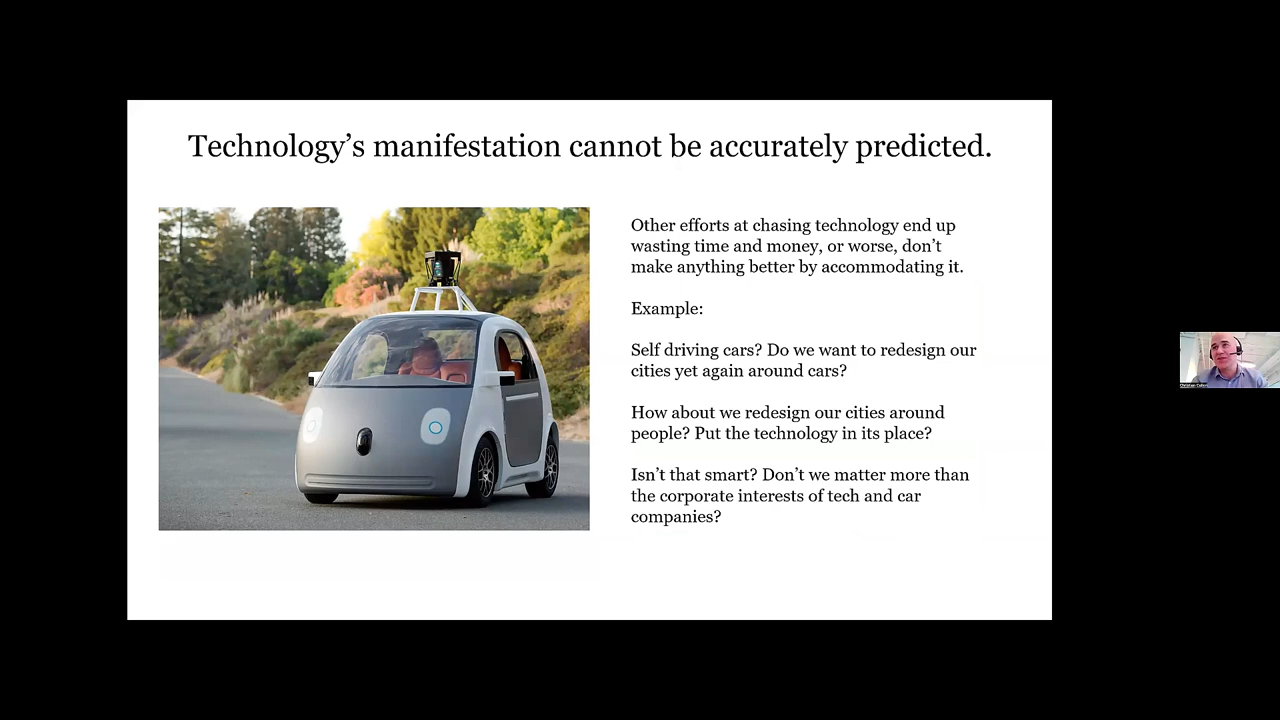 Technology’s manifestation cannot be accurately predicted.
Other efforts at chasing technology end up
wasting time and money, or worse, don’t
make anything better by accommodating it.
Example:
Self driving cars? Do we want to redesign our
cities yet again around cars?
How about we redesign our cities around
people? Put the technology in its place?
Isn’t that smart? Don’t we matter more than
the corporate interests of tech and car
companies?